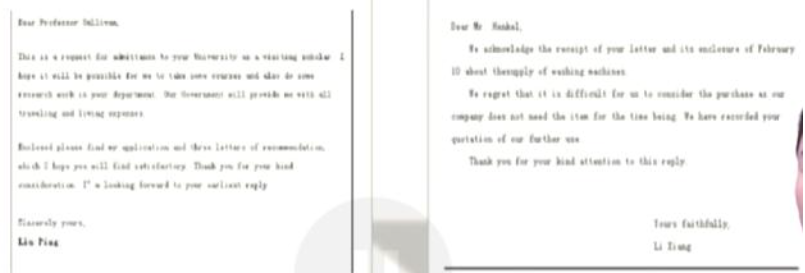 Dear Professor Sullivan,
This is a request for admittance to your University as a visiting scholar I
hope it will be possible for me to take some courses and also do some
research work in your department. Our Government will provide me with all
traveling and living expenses
Enclosed please find my application and three letters of recommendation,
which I hope you will find satisfactory. Thank you for your kind
consideration. I'm looking forward to your earliest reply
Sincerely yours,
Liu Ping
Dear Mr Henkel,
We acknowledge the receipt of your letter and its enclosure of February
10 about thesupply of washing machines
We regret that it is difficult for us to consider the purchase as our
company does not need the item for the time being. We have recorded your
quotation of our further use
Thank you for your kind attention to this reply.
Yours faithfully,
Li